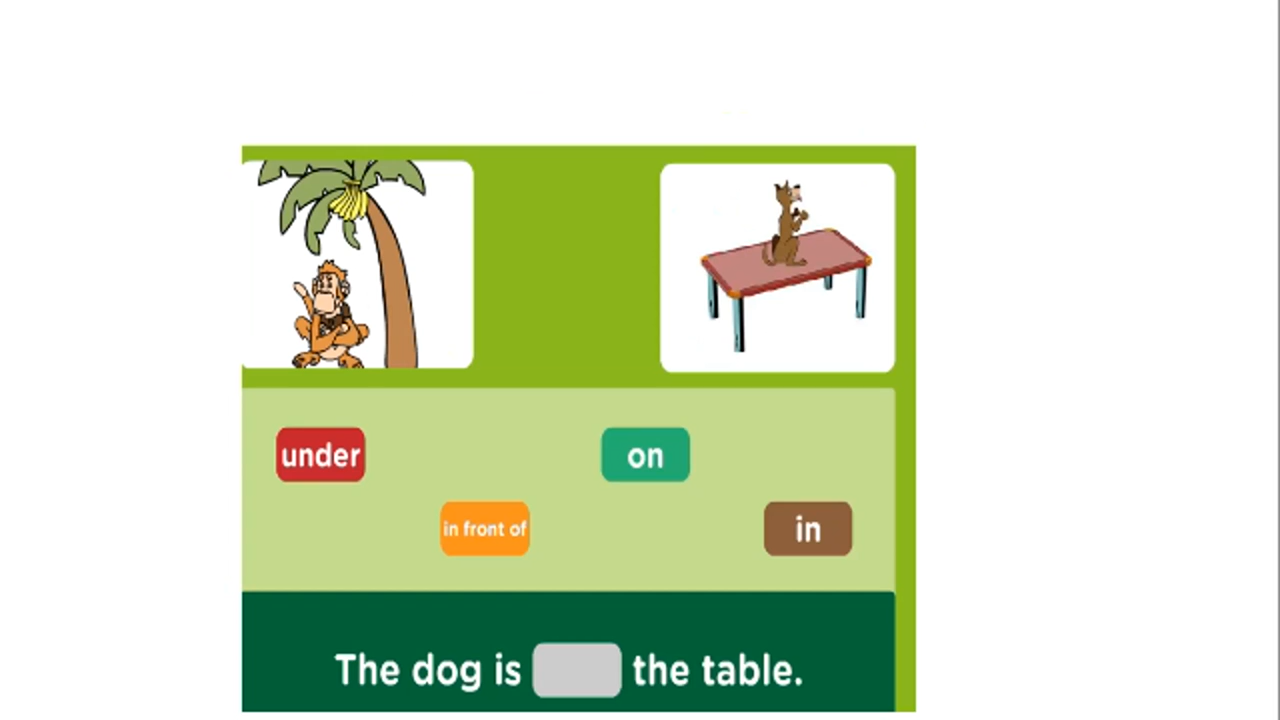 under
on
in front of
in
The dog is the table.